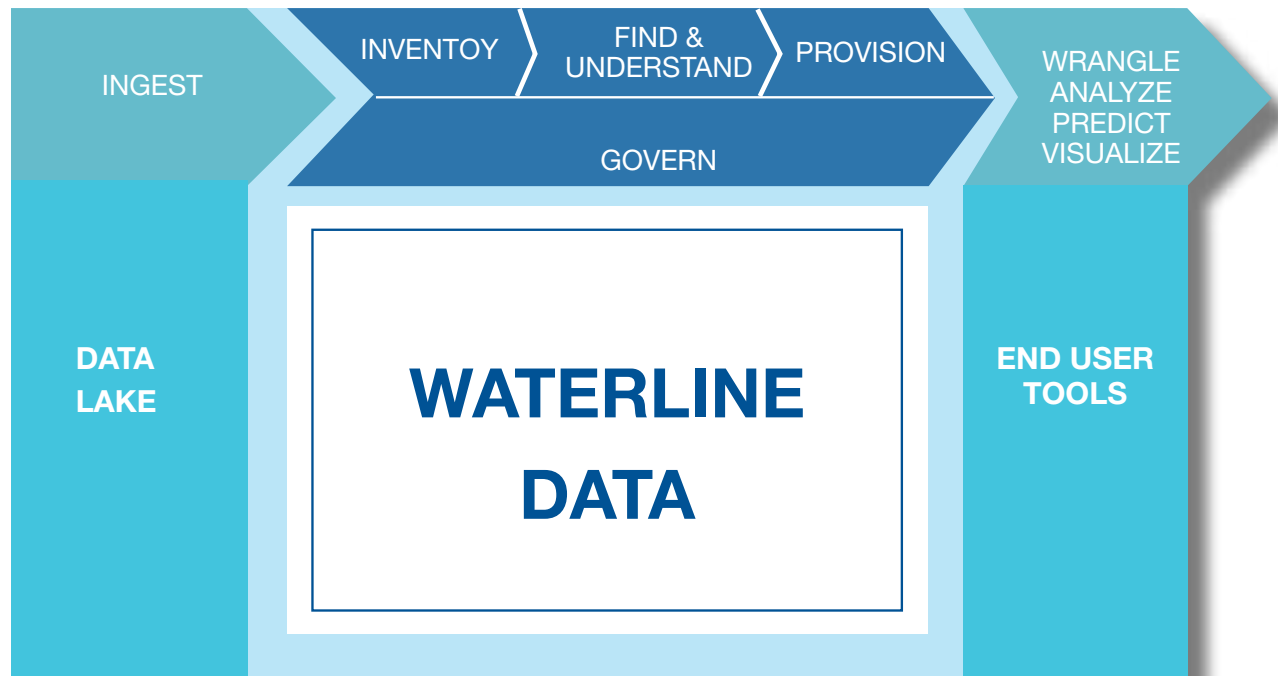 INGEST
INVENTOY
FIND &
UNDERSTAND
PROVISION
GOVERN
WRANGLE
ANALYZE
PREDICT
VISUALIZE
DATA
LAKE
WATERLINE
DATA
END USER
TOOLS